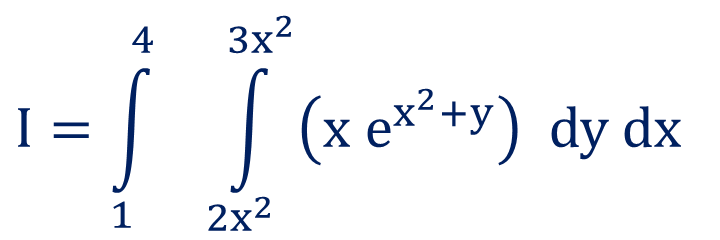 I = ∫₁⁴ ∫_{2x²}^{3x²} (x e^{x²+y}) dy dx